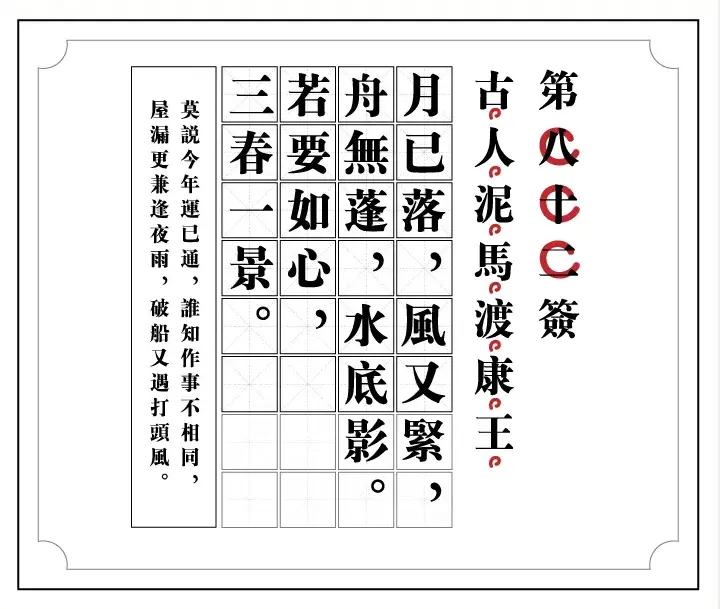 第八十二簽
古人泥馬渡康王
月已落，風又緊，
舟無蓬，水底影。
若要如心，
三春一景。
莫説今年運已通，誰知作事不相同，
屋漏更兼逢夜雨，破船又遇打頭風。